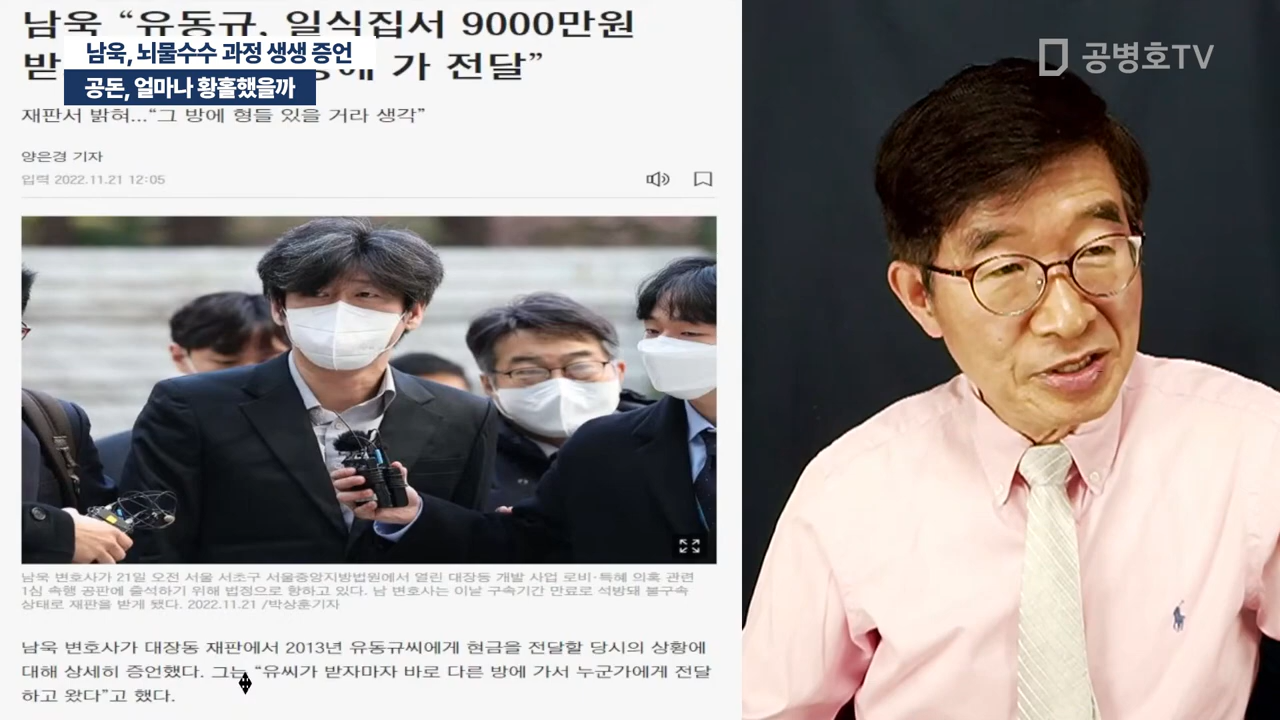 남욱 “유동규, 일식집서 9000만원
받 에 가 전달”
남욱, 뇌물수수 과정 생생 증언
공돈, 얼마나 황홀했을까
재판서 밝혀...“그 방에 형들 있을 거라 생각”
양은경 기자
입력 2022.11.21 12:05
남욱 변호사가 21일 오전 서울 서초구 서울중앙지방법원에서 열린 대장동 개발 사업 로비·특혜 의혹 관련
1심 속행 공판에 출석하기 위해 법정으로 향하고 있다. 남 변호사는 이날 구속기간 만료로 석방돼 불구속
상태로 재판을 받게 됐다. 2022.11.21 /박상훈기자
남욱 변호사가 대장동 재판에서 2013년 유동규씨에게 현금을 전달할 당시의 상황에
대해 상세히 증언했다. 그는 “유씨가 받자마자 바로 다른 방에 가서 누군가에게 전달
하고 왔다”고 했다.
공병호TV